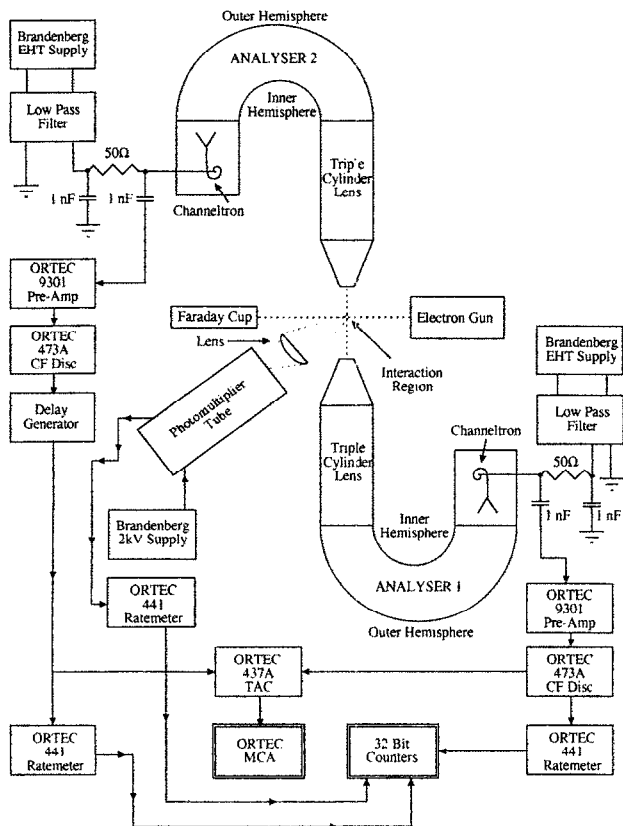 Outer Hemisphere
Brandenberg
EHT Supply
ANALYSER 2
Low Pass
Filter
Inner
Hemisphere
50Ω
1 nF
1 nF
Channeltron
Triple
Cylinder
Lens
ORTEC
9301
Pre-Amp
ORTEC
473A
CF Disc
Delay
Generator
Faraday Cup
Electron Gun
Lens
Interaction
Region
Photomultiplier
Tube
Brandenberg
EHT Supply
Low Pass
Filter
Channeltron
50Ω
1 nF
1 nF
Triple
Cylinder
Lens
Inner
Hemisphere
ANALYSER 1
Outer Hemisphere
Brandenberg
2kV Supply
ORTEC
441
Ratemeter
ORTEC
9301
Pre-Amp
ORTEC
437A
TAC
ORTEC
473A
CF Disc
ORTEC
441
Ratemeter
ORTEC
MCA
32 Bit
Counters
ORTEC
441
Ratemeter